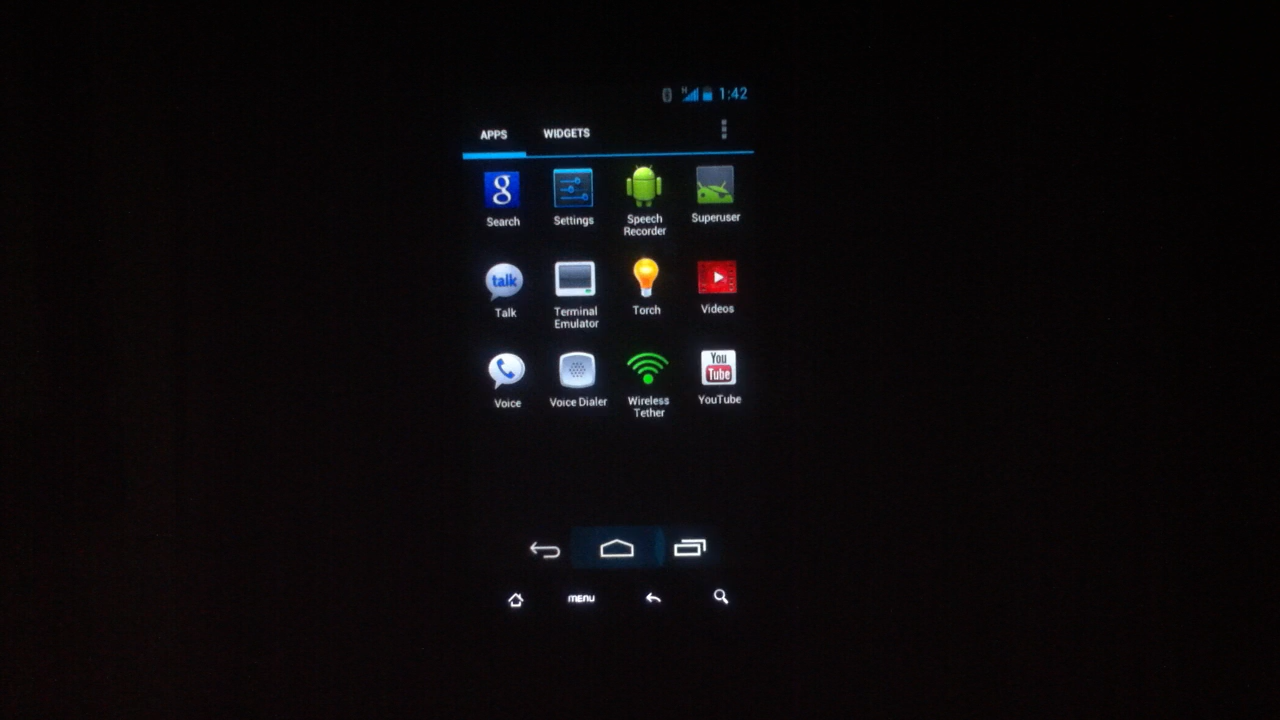 H 1:42
APPS WIDGETS
g
Search Settings Speech Recorder Superuser
talk
Talk Terminal Emulator Torch Videos
You Tube
Voice Voice Dialer Wireless Tether YouTube
MENU